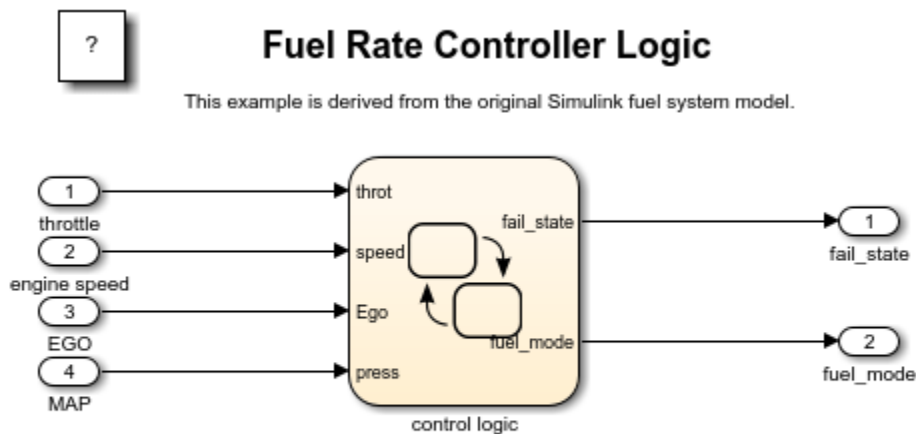 ?
Fuel Rate Controller Logic
This example is derived from the original Simulink fuel system model.
1
throttle
2
engine speed
3
EGO
4
MAP
throt
speed
Ego
press
fail_state
fuel_mode
control logic
1
fail_state
2
fuel_mode